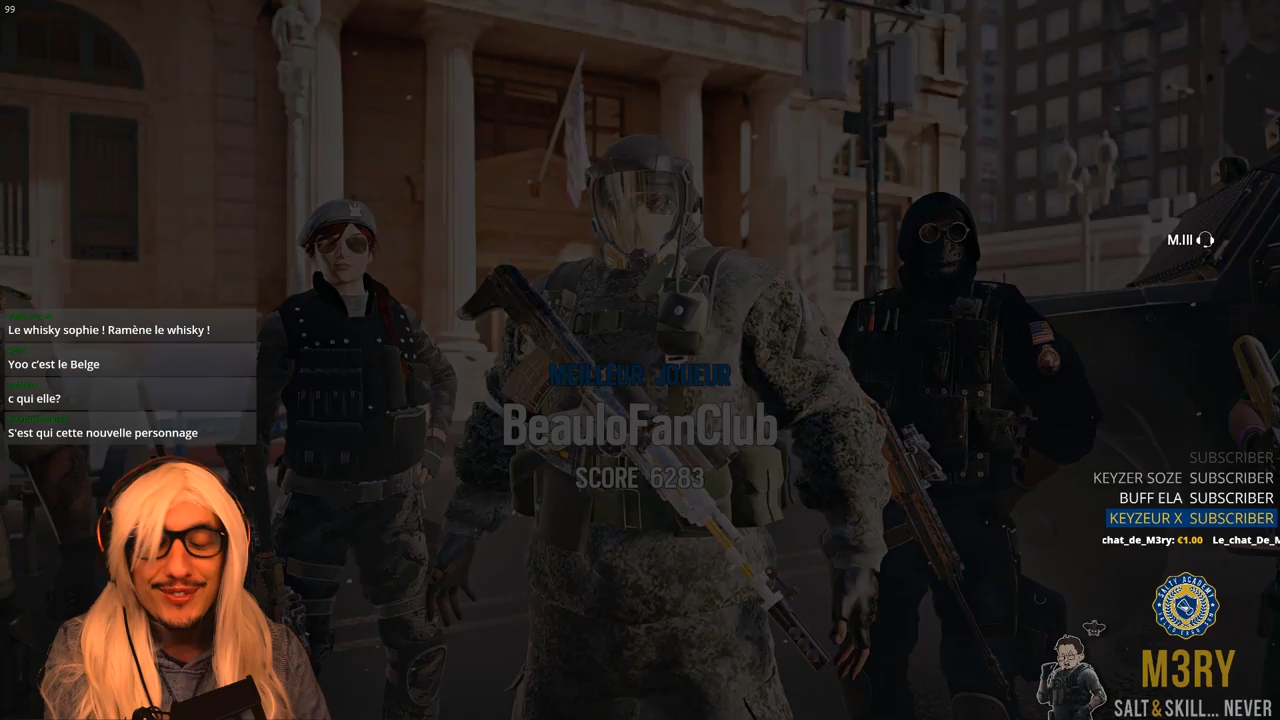 99
M.III
Le whisky sophie ! Ramène le whisky !
Yoo c'est le Belge
c qui elle?
S'est qui cette nouvelle personnage
MEILLEUR JOUEUR
BeauloFanClub
SCORE 6283
SUBSCRIBER
KEYZER SOZE SUBSCRIBER
BUFF ELA SUBSCRIBER
KEYZEUR X SUBSCRIBER
chat_de_M3ry: €1.00 Le_chat_De_M
SALTY ACADEMY
M3RY
SALT & SKILL... NEVER